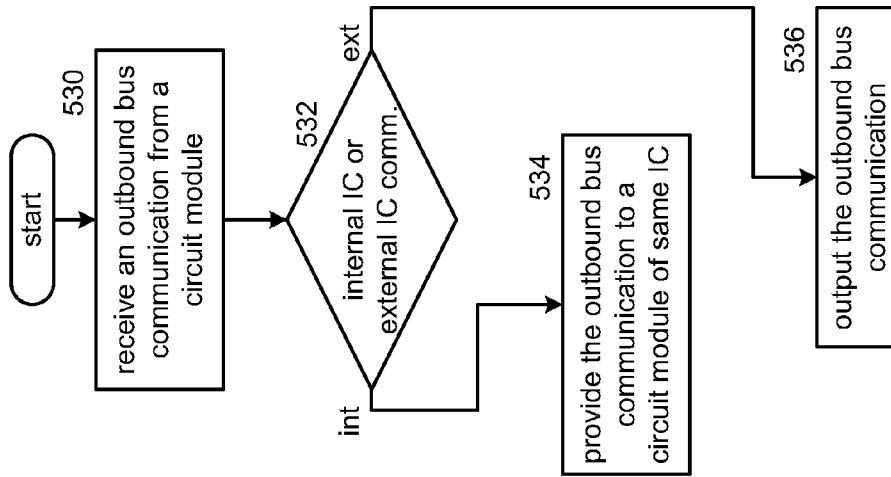 start
530
receive an outbound bus
communication from a
circuit module
532
internal IC or
external IC comm.
int
ext
534
provide the outbound bus
communication to a
circuit module of same IC
536
output the outbound bus
communication